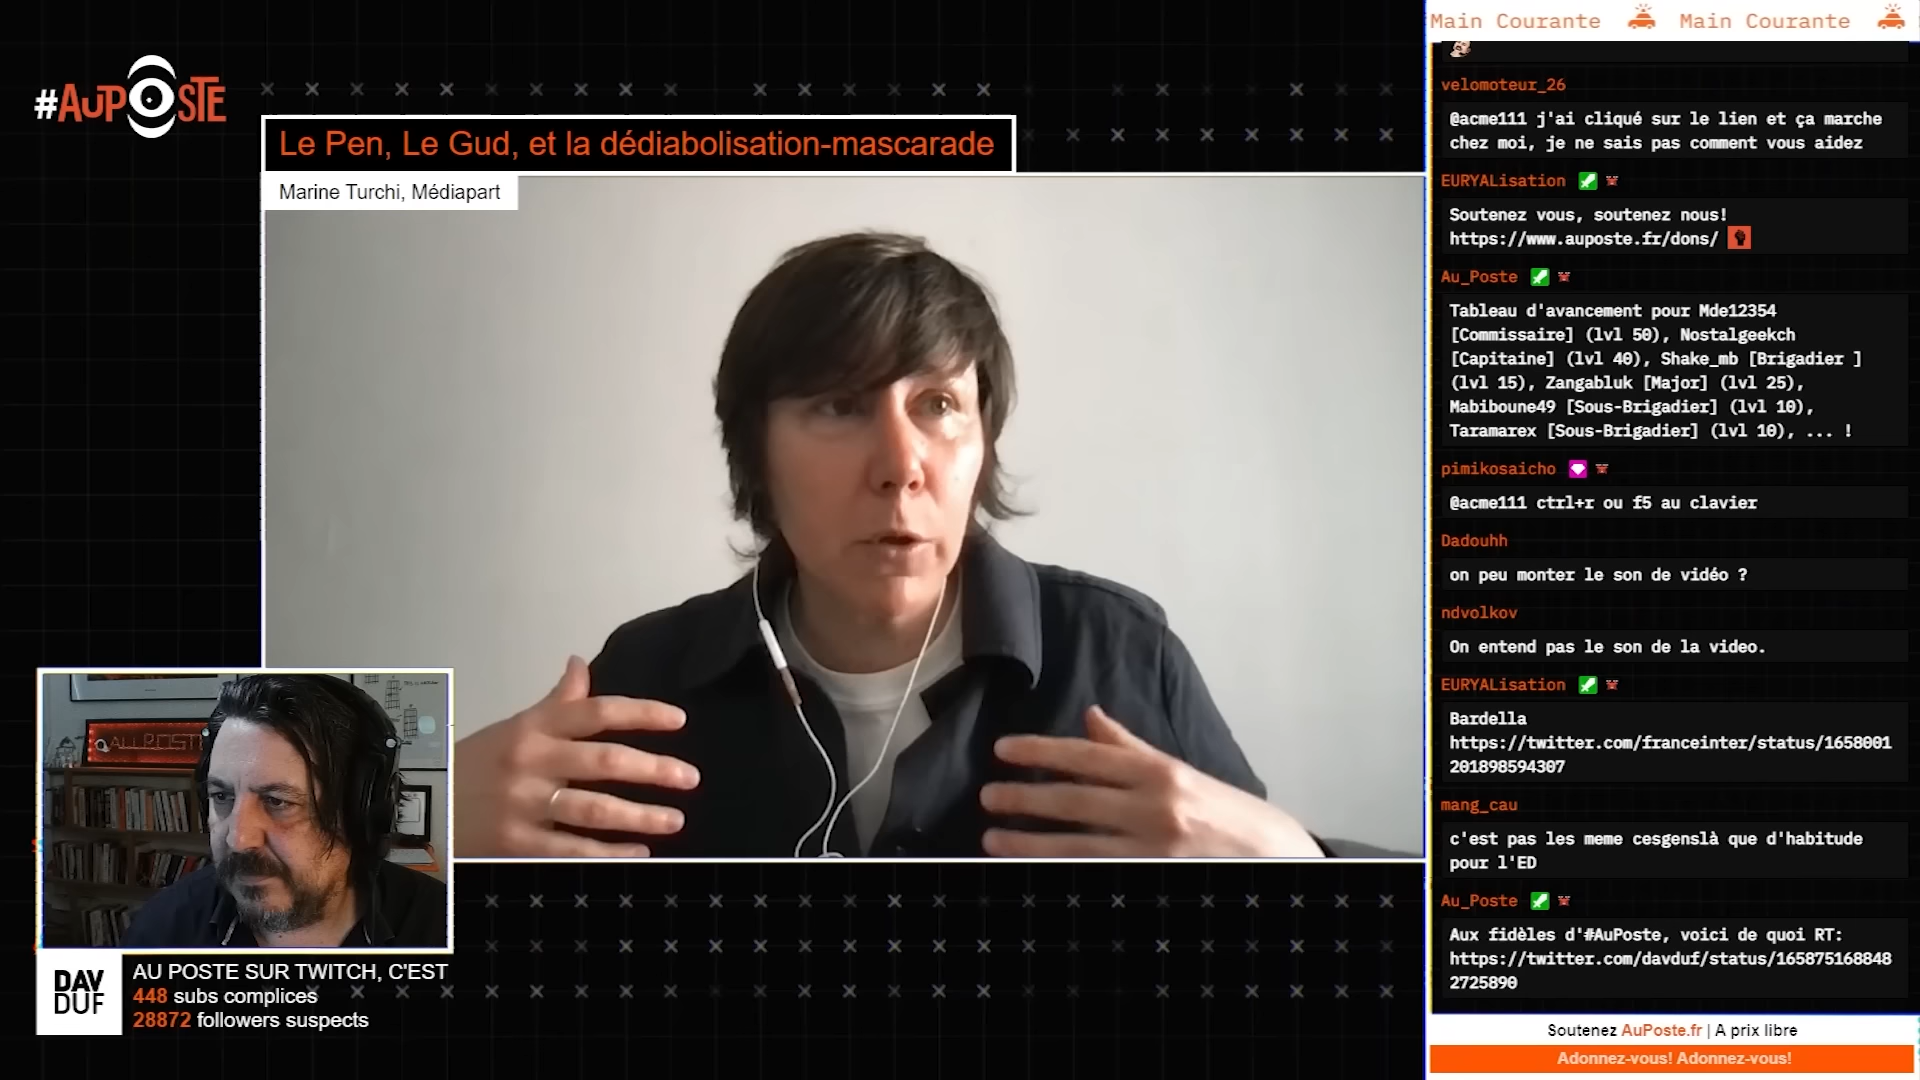 #AUPOSTE
Le Pen, Le Gud, et la dédiabolisation-mascarade
Marine Turchi, Médiapart
DAV
DUF
AU POSTE SUR TWITCH, C'EST
448 subs complices
28872 followers suspects
Main Courante Main Courante
velomoteur_26
@acme111 j'ai cliqué sur le lien et ça marche
chez moi, je ne sais pas comment vous aidez
EURYALisation
Soutenez vous, soutenez nous!
https://www.auposte.fr/dons/
Au_Poste
Tableau d'avancement pour Mde12354
[Commissaire] (lvl 50), Nostalgeekch
[Capitaine] (lvl 40), Shake_mb [Brigadier ]
(lvl 15), Zangabluk [Major] (lvl 25),
Mabiboune49 [Sous-Brigadier] (lvl 10),
Taramarex [Sous-Brigadier] (lvl 10), ... !
pimikosaicho
@acme111 ctrl+r ou f5 au clavier
Dadouhh
on peu monter le son de vidéo ?
ndvolkov
On entend pas le son de la video.
EURYALisation
Bardella
https://twitter.com/franceinter/status/1658001
201898594307
mang_cau
c'est pas les meme cesgenslà que d'habitude
pour l'ED
Au_Poste
Aux fidèles d'#AuPoste, voici de quoi RT:
https://twitter.com/davduf/status/165875168848
2725890
Soutenez AuPoste.fr | A prix libre
Adonnez-vous! Adonnez-vous!